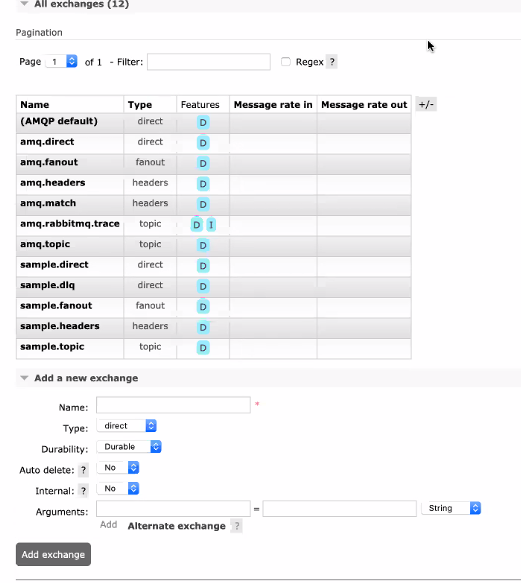 All exchanges (12)
Pagination
Page 1 of 1 - Filter: Regex ?
Name Type Features Message rate in Message rate out +/-
(AMQP default) direct D
amq.direct direct D
amq.fanout fanout D
amq.headers headers D
amq.match headers D
amq.rabbitmq.trace topic D I
amq.topic topic D
sample.direct direct D
sample.dlq direct D
sample.fanout fanout D
sample.headers headers D
sample.topic topic D
Add a new exchange
Name: *
Type: direct
Durability: Durable
Auto delete: ? No
Internal: ? No
Arguments: = String
Add Alternate exchange ?
Add exchange